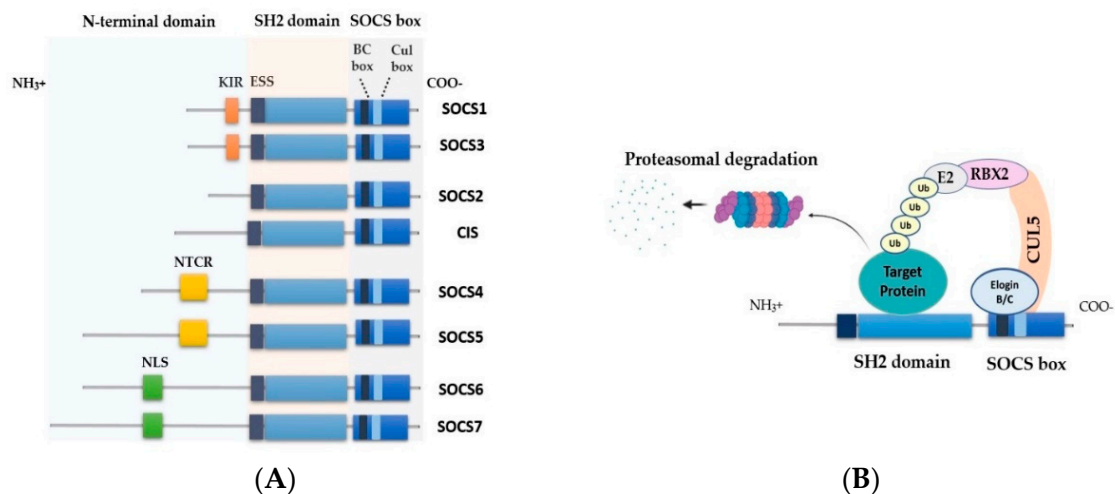 N-terminal domain SH2 domain SOCS box
BC box Cul box
NH₃+ KIR ESS COO-
SOCS1
SOCS3
SOCS2
CIS
NTCR
SOCS4
SOCS5
NLS
SOCS6
SOCS7
(A)
Proteasomal degradation
E2 RBX2
Ub
Ub
Ub
Ub
CUL5
Target
Protein
Elogin
B/C
NH₃+ COO-
SH2 domain SOCS box
(B)